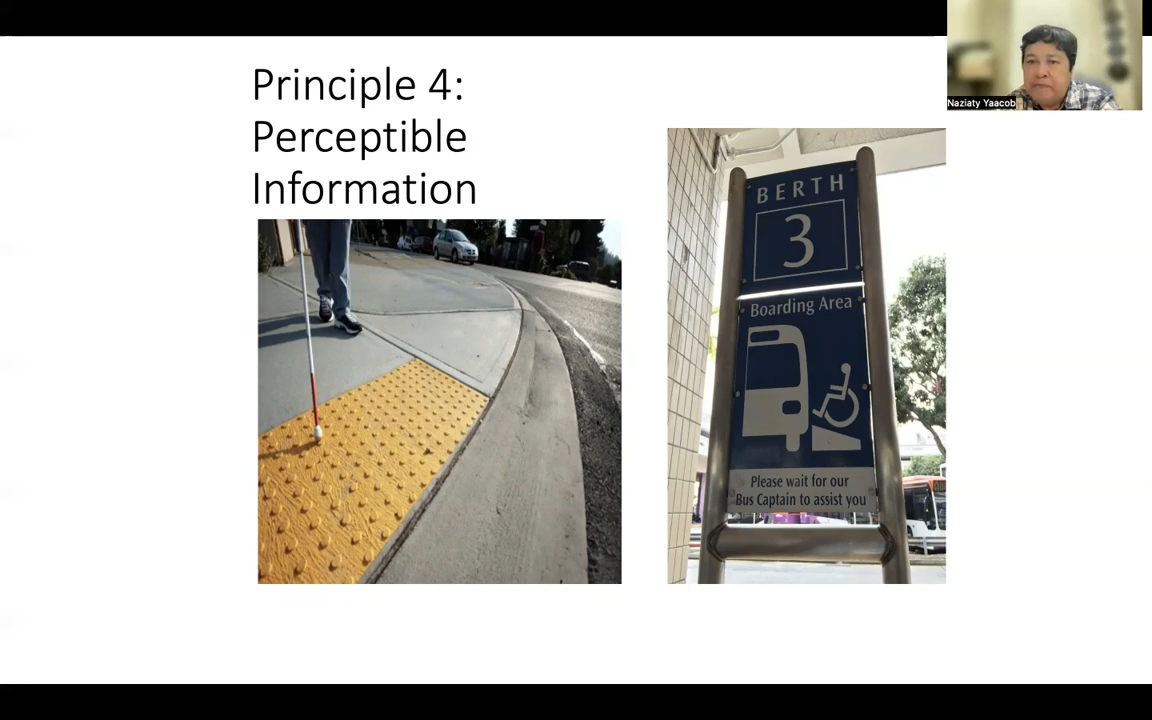 Principle 4:
Perceptible
Information
Naziaty Yaacob
BERTH
3
Boarding Area
Please wait for our
Bus Captain to assist you